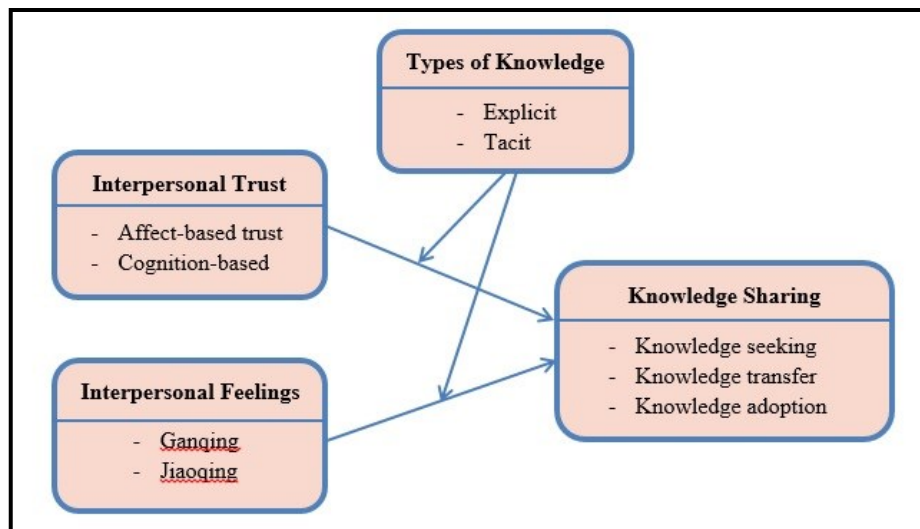 Types of Knowledge
- Explicit
- Tacit
Interpersonal Trust
- Affect-based trust
- Cognition-based
Knowledge Sharing
- Knowledge seeking
- Knowledge transfer
- Knowledge adoption
Interpersonal Feelings
- Ganqing
- Jiaoqing